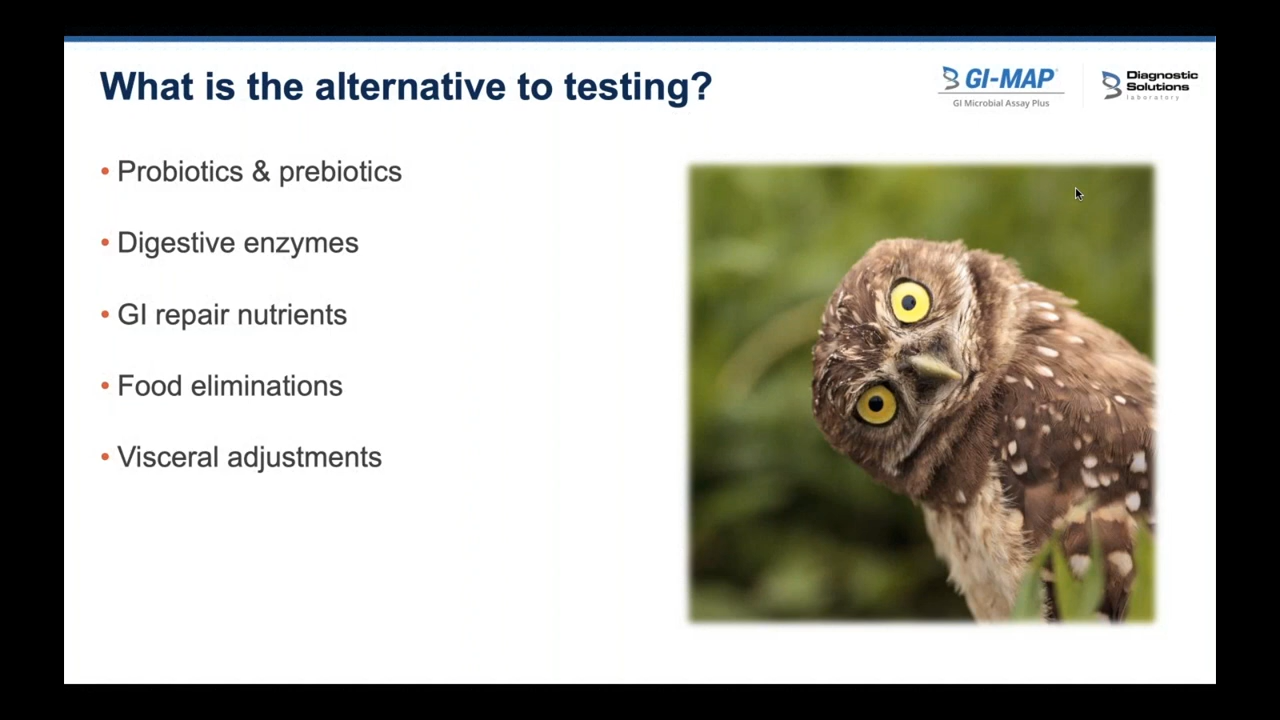 What is the alternative to testing?
GI-MAP®
GI Microbial Assay Plus
Diagnostic
Solutions
laboratory
• Probiotics & prebiotics
• Digestive enzymes
• GI repair nutrients
• Food eliminations
• Visceral adjustments